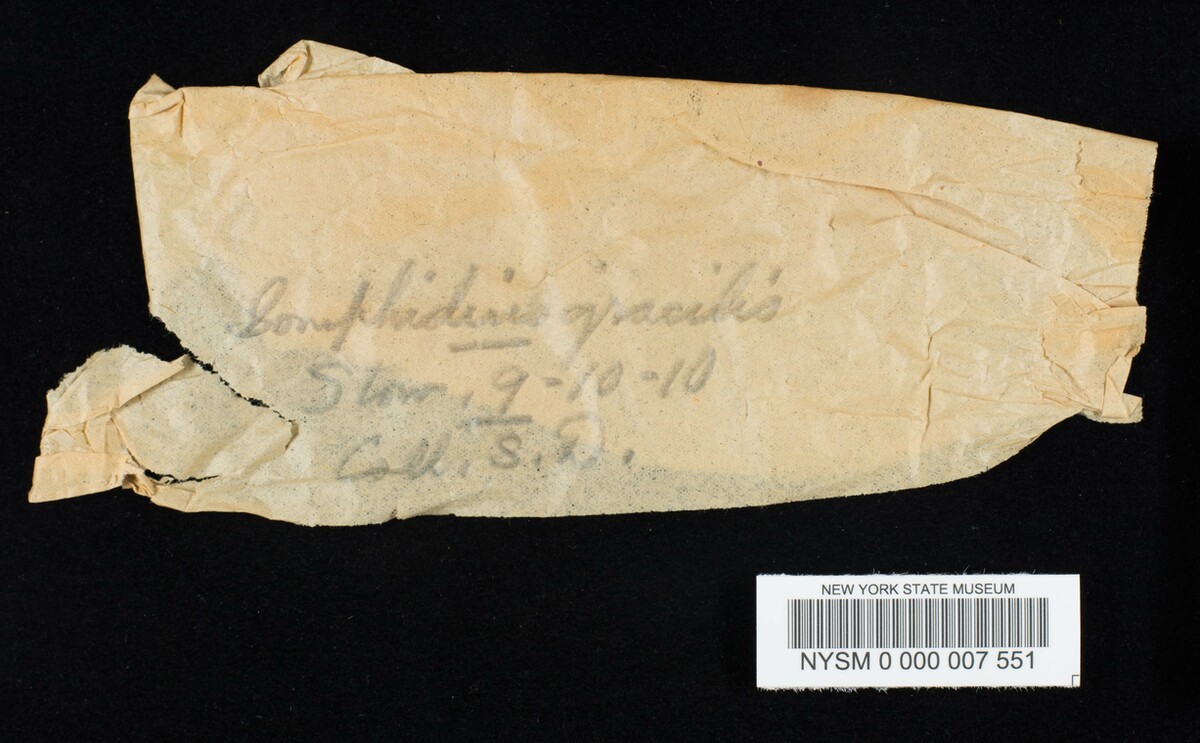 Gomphidius gracilis
Stow, 9-10-10
Coll. S. D.
NEW YORK STATE MUSEUM
NYSM 0 000 007 551